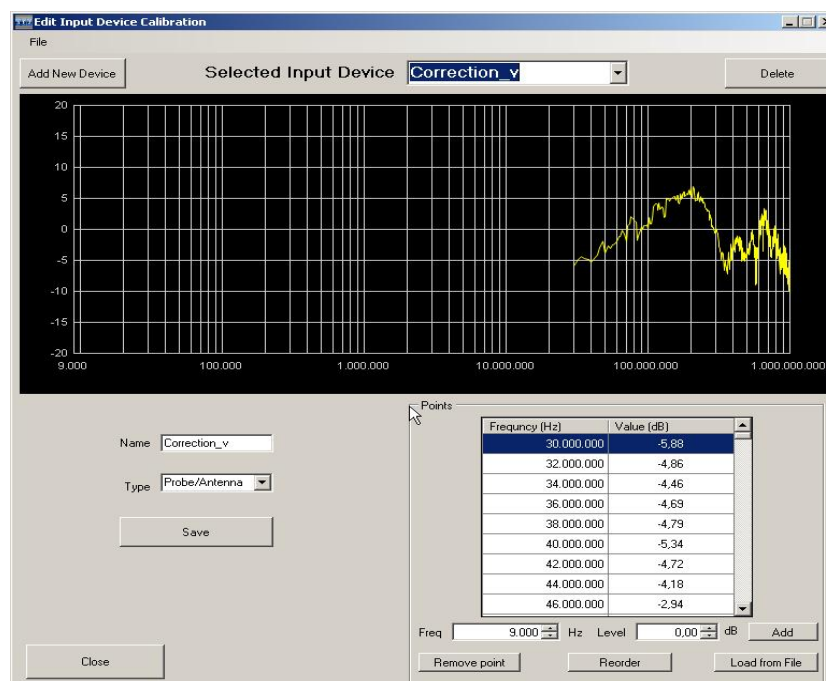 Edit Input Device Calibration
File
Add New Device
Selected Input Device
Correction_v
Delete
20
15
10
5
0
-5
-10
-15
-20
9.000
100.000
1.000.000
10.000.000
100.000.000
1.000.000.000
Name Correction_v
Type Probe/Antenna
Save
Close
Points
Frequncy (Hz) Value (dB)
30.000.000 -5,88
32.000.000 -4,86
34.000.000 -4,46
36.000.000 -4,69
38.000.000 -4,79
40.000.000 -5,34
42.000.000 -4,72
44.000.000 -4,18
46.000.000 -2,94
Freq 9.000 Hz Level 0,00 dB Add
Remove point Reorder Load from File